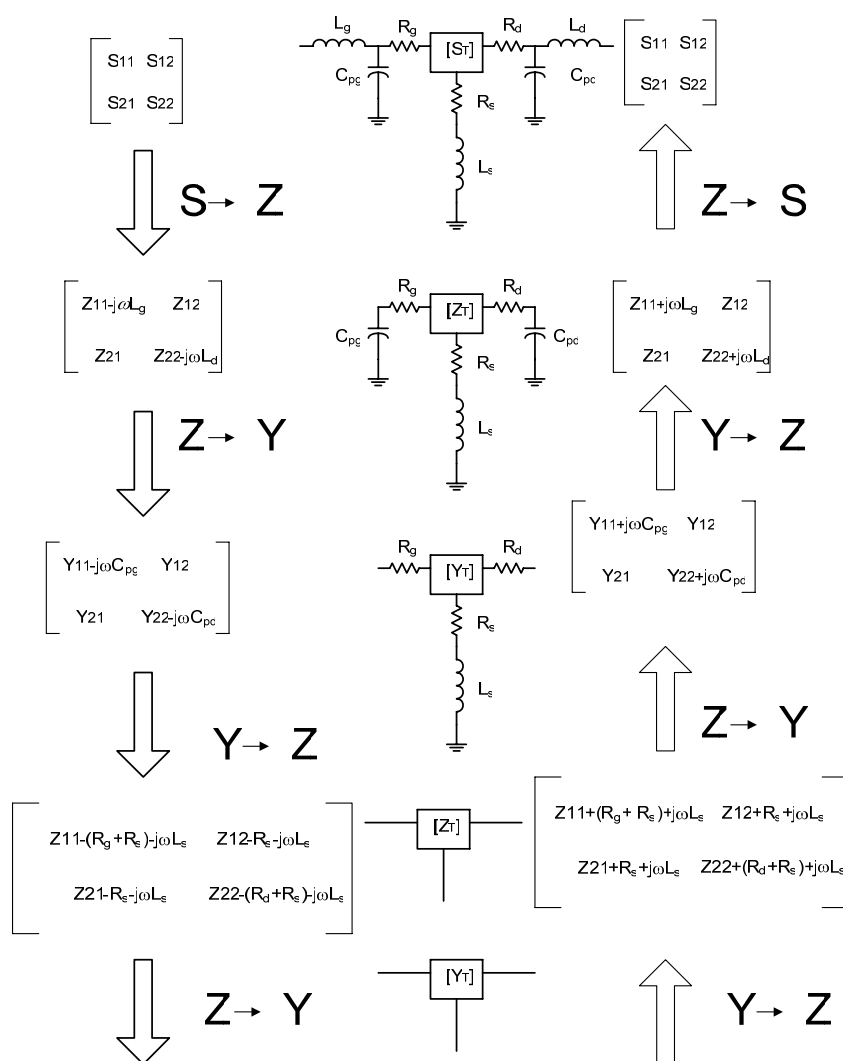 Lg Rg [ST] Rd Ld
Cpg Cpd
Rs
Ls
S11 S12
S21 S22
S11 S12
S21 S22
S→ Z
Z→ S
Z11-jωLg Z12
Z21 Z22-jωLd
Rg [ZT] Rd
Cpg Cpd
Rs
Ls
Z11+jωLg Z12
Z21 Z22+jωLd
Z→ Y
Y→ Z
Y11-jωCpg Y12
Y21 Y22-jωCpd
Rg [YT] Rd
Rs
Ls
Y11+jωCpg Y12
Y21 Y22+jωCpd
Y→ Z
Z→ Y
Z11-(Rg+Rs)-jωLs Z12-Rs-jωLs
Z21-Rs-jωLs Z22-(Rd+Rs)-jωLs
[ZT]
Z11+(Rg+ Rs)+jωLs Z12+Rs+jωLs
Z21+Rs+jωLs Z22+(Rd+Rs)+jωLs
Z→ Y
[YT]
Y→ Z